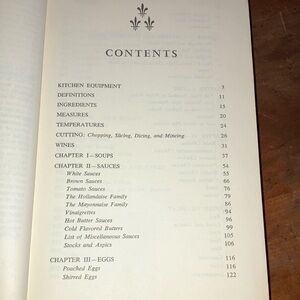 CONTENTS
KITCHEN EQUIPMENT 3
DEFINITIONS 11
INGREDIENTS 15
MEASURES 20
TEMPERATURES 24
CUTTING: Chopping, Slicing, Dicing, and Mincing 26
WINES 31
CHAPTER I—SOUPS 37
CHAPTER II—SAUCES 54
White Sauces 55
Brown Sauces 66
Tomato Sauces 76
The Hollandaise Family 79
The Mayonnaise Family 86
Vinaigrettes 94
Hot Butter Sauces 96
Cold Flavored Butters 99
List of Miscellaneous Sauces 105
Stocks and Aspics 106
CHAPTER III—EGGS 116
Poached Eggs 116
Shirred Eggs 122